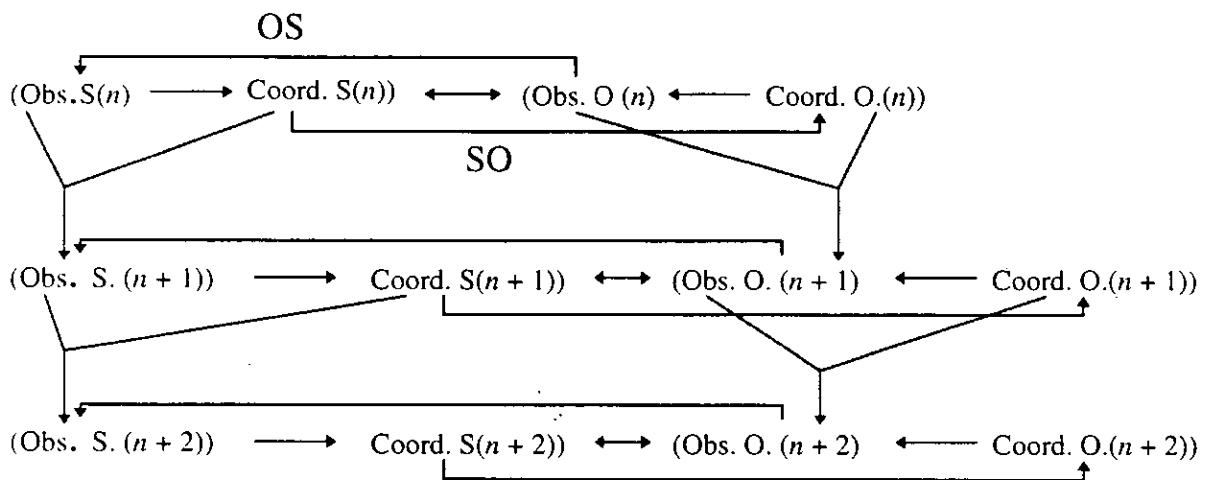 OS
(Obs.S(n) Coord. S(n)) (Obs. O (n) Coord. O.(n))
SO
(Obs. S. (n + 1)) Coord. S(n + 1)) (Obs. O. (n + 1) Coord. O.(n + 1))
(Obs. S. (n + 2)) Coord. S(n + 2)) (Obs. O. (n + 2) Coord. O.(n + 2))